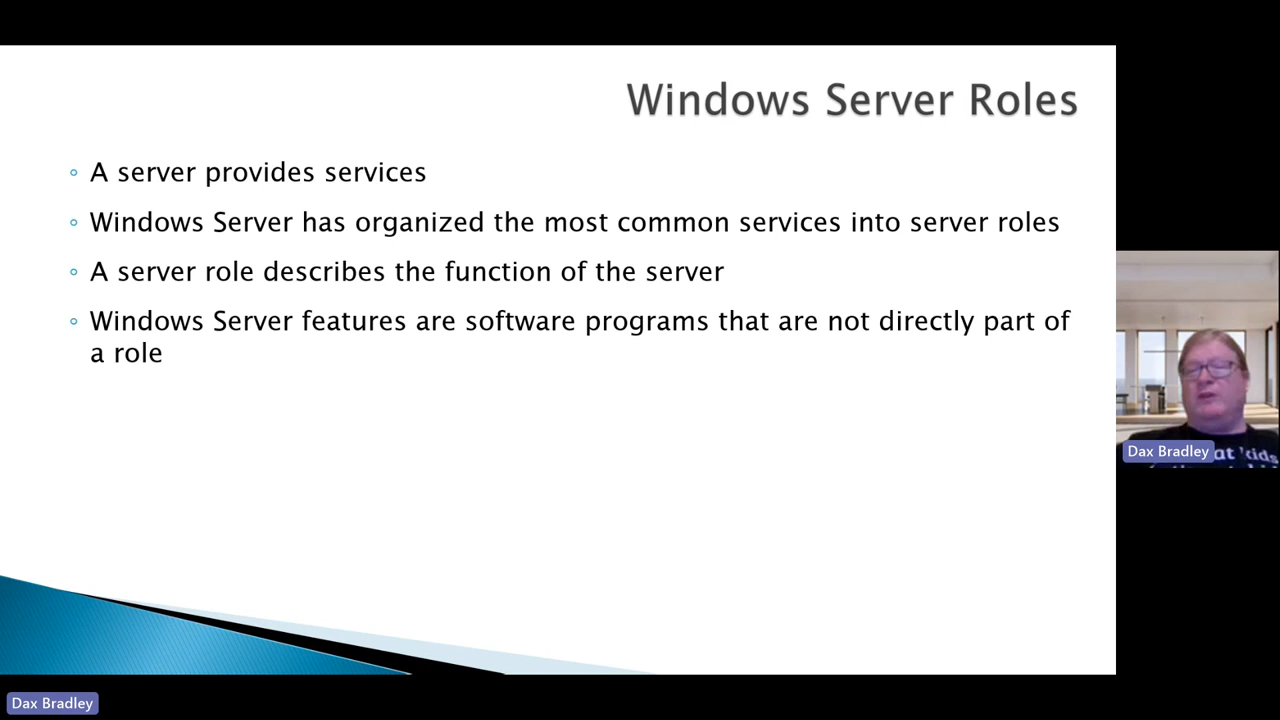 Windows Server Roles
A server provides services
Windows Server has organized the most common services into server roles
A server role describes the function of the server
Windows Server features are software programs that are not directly part of
a role
Dax Bradley
at kids
Dax Bradley